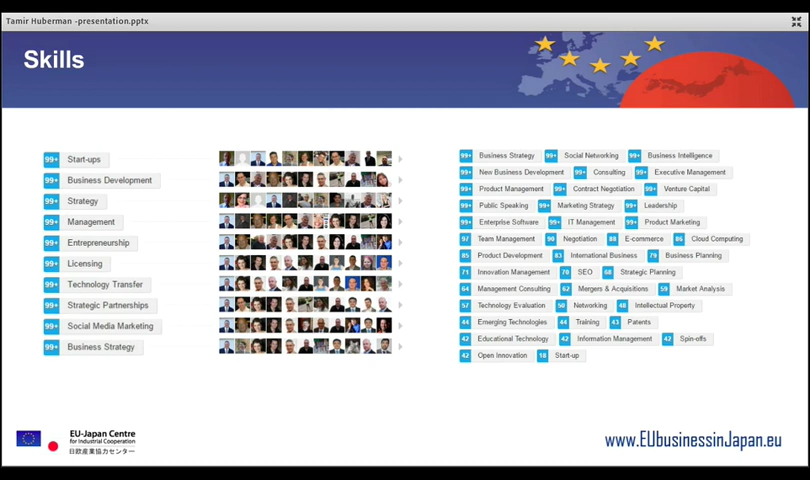 Tamir Huberman -presentation.pptx
Skills
99+ Start-ups
99+ Business Development
99+ Strategy
99+ Management
99+ Entrepreneurship
99+ Licensing
99+ Technology Transfer
99+ Strategic Partnerships
99+ Social Media Marketing
99+ Business Strategy
99+ Business Strategy 99+ Social Networking 99+ Business Intelligence
99+ New Business Development 99+ Consulting 99+ Executive Management
99+ Product Management 99+ Contract Negotiation 99+ Venture Capital
99+ Public Speaking 99+ Marketing Strategy 99+ Leadership
99+ Enterprise Software 99+ IT Management 99+ Product Marketing
97 Team Management 90 Negotiation 88 E-commerce 86 Cloud Computing
85 Product Development 83 International Business 79 Business Planning
71 Innovation Management 70 SEO 68 Strategic Planning
64 Management Consulting 62 Mergers & Acquisitions 59 Market Analysis
57 Technology Evaluation 50 Networking 48 Intellectual Property
44 Emerging Technologies 44 Training 43 Patents
42 Educational Technology 42 Information Management 42 Spin-offs
42 Open Innovation 18 Start-up
EU-Japan Centre
for Industrial Cooperation
日欧産業協力センター
www.EUbusinessinJapan.eu